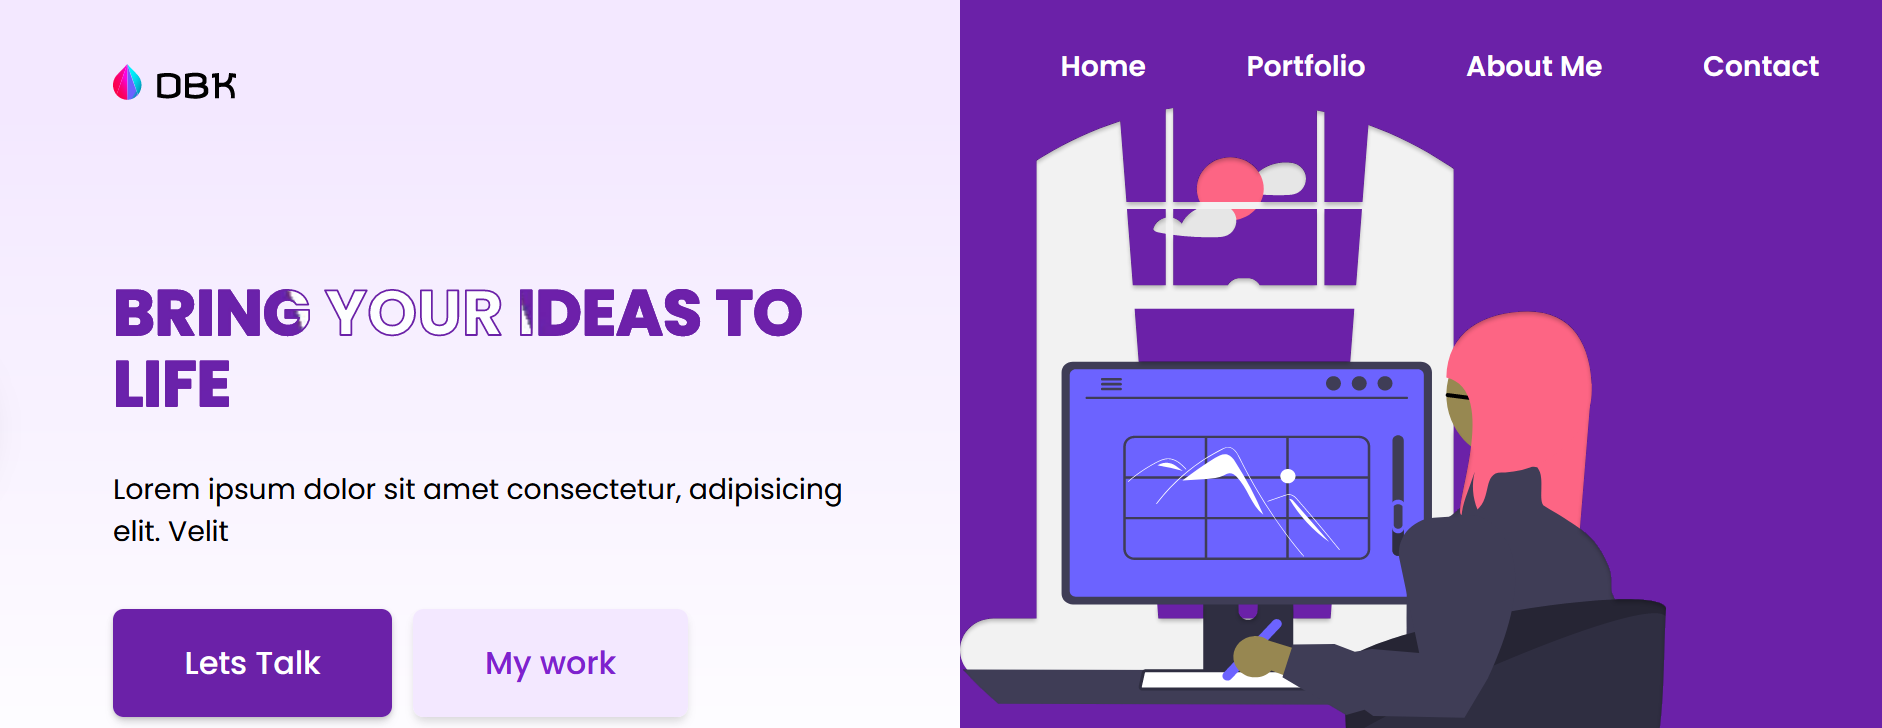 DBK
Home Portfolio About Me Contact
BRING YOUR IDEAS TO
LIFE
Lorem ipsum dolor sit amet consectetur, adipisicing
elit. Velit
Lets Talk My work